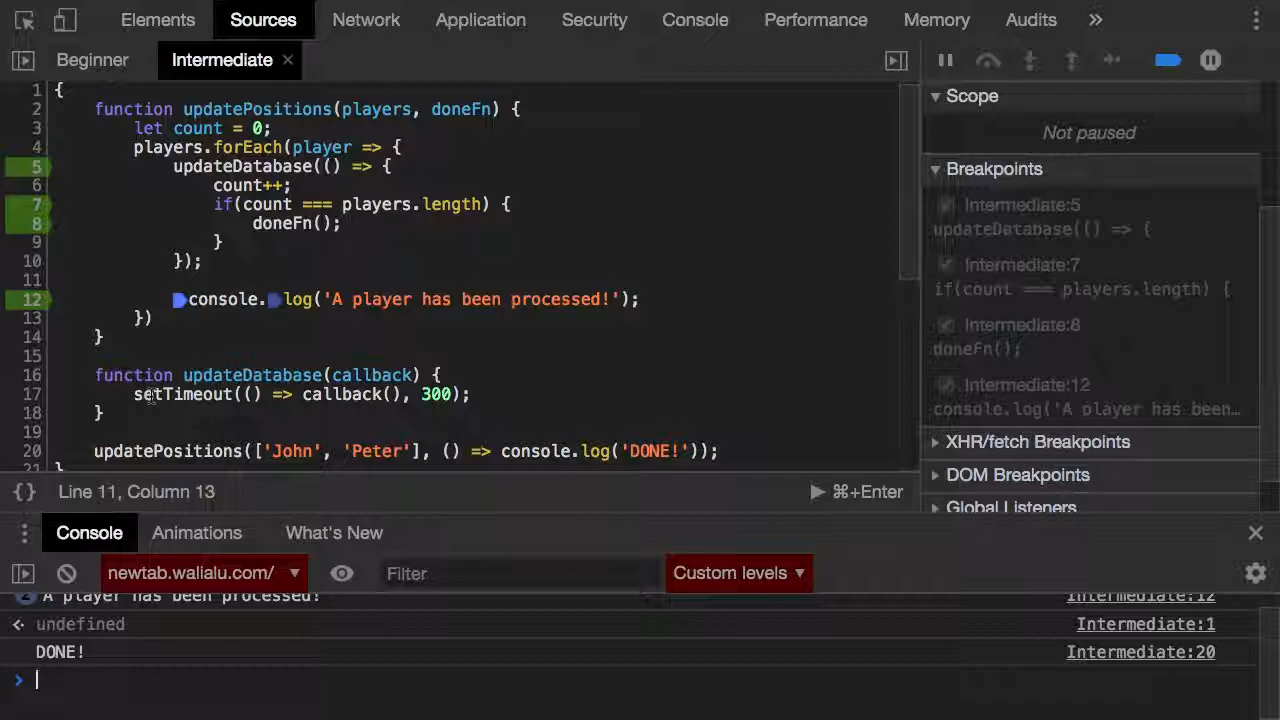 Elements Sources Network Application Security Console Performance Memory Audits »
Beginner Intermediate ×
1 {
2 function updatePositions(players, doneFn) {
3 let count = 0;
4 players.forEach(player => {
5 updateDatabase(() => {
6 count++;
7 if(count === players.length) {
8 doneFn();
9 }
10 });
11
12 console.log('A player has been processed!');
13 })
14 }
15
16 function updateDatabase(callback) {
17 setTimeout(() => callback(), 300);
18 }
19
20 updatePositions(['John', 'Peter'], () => console.log('DONE!'));
21 }
{} Line 11, Column 13 ⌘+Enter
Scope
Not paused
Breakpoints
Intermediate:5
updateDatabase(() => {
Intermediate:7
if(count === players.length) {
Intermediate:8
doneFn();
Intermediate:12
console.log('A player has been…
XHR/fetch Breakpoints
DOM Breakpoints
Global Listeners
Console Animations What's New
newtab.walialu.com/ Filter Custom levels
2 A player has been processed! Intermediate:12
undefined Intermediate:1
DONE! Intermediate:20
>